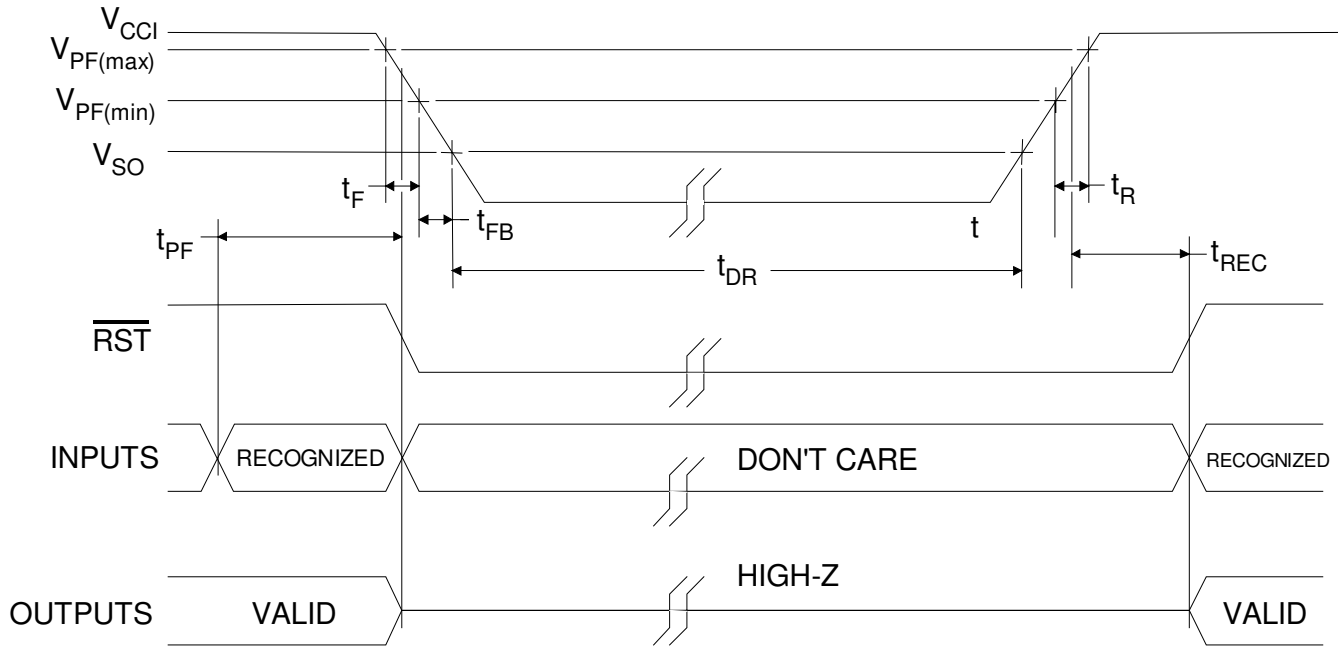 VCCI
VPF(max)
VPF(min)
VSO
tF
tR
tFB
t
tPF
tDR
tREC
RST
INPUTS
RECOGNIZED
DON'T CARE
RECOGNIZED
HIGH-Z
OUTPUTS
VALID
VALID